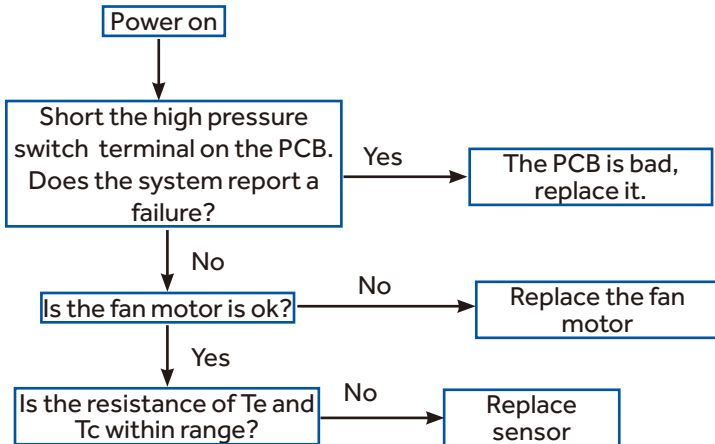 Power on
Short the high pressure
switch terminal on the PCB.
Does the system report a
failure?
Yes
The PCB is bad,
replace it.
No
Is the fan motor is ok?
No
Replace the fan
motor
Yes
Is the resistance of Te and
Tc within range?
No
Replace
sensor